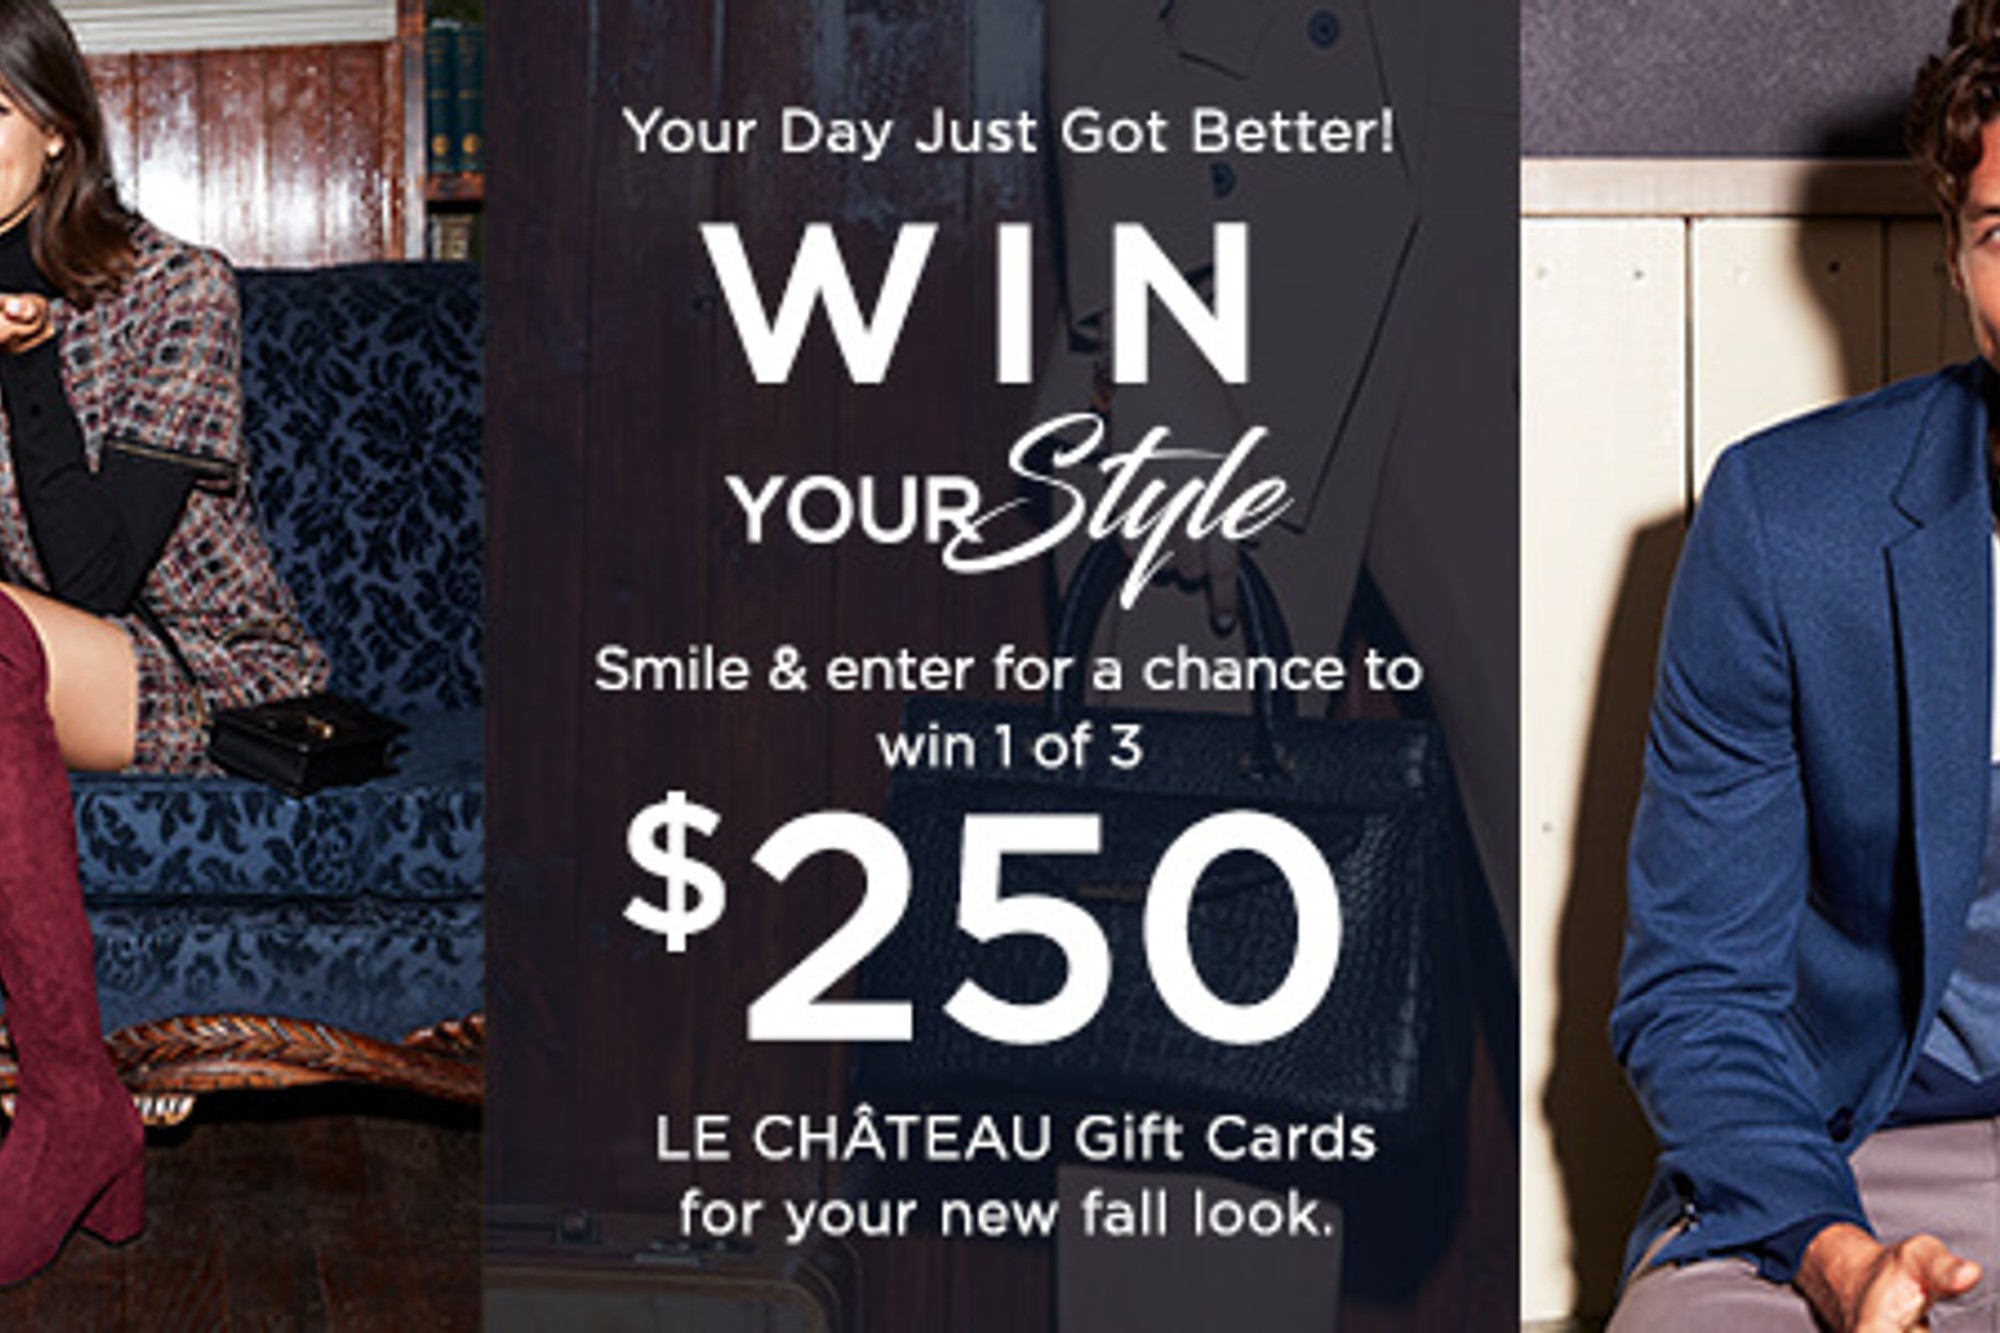 Your Day Just Got Better!
WIN
YOUR Style
Smile & enter for a chance to
win 1 of 3
$250
LE CHÂTEAU Gift Cards
for your new fall look.